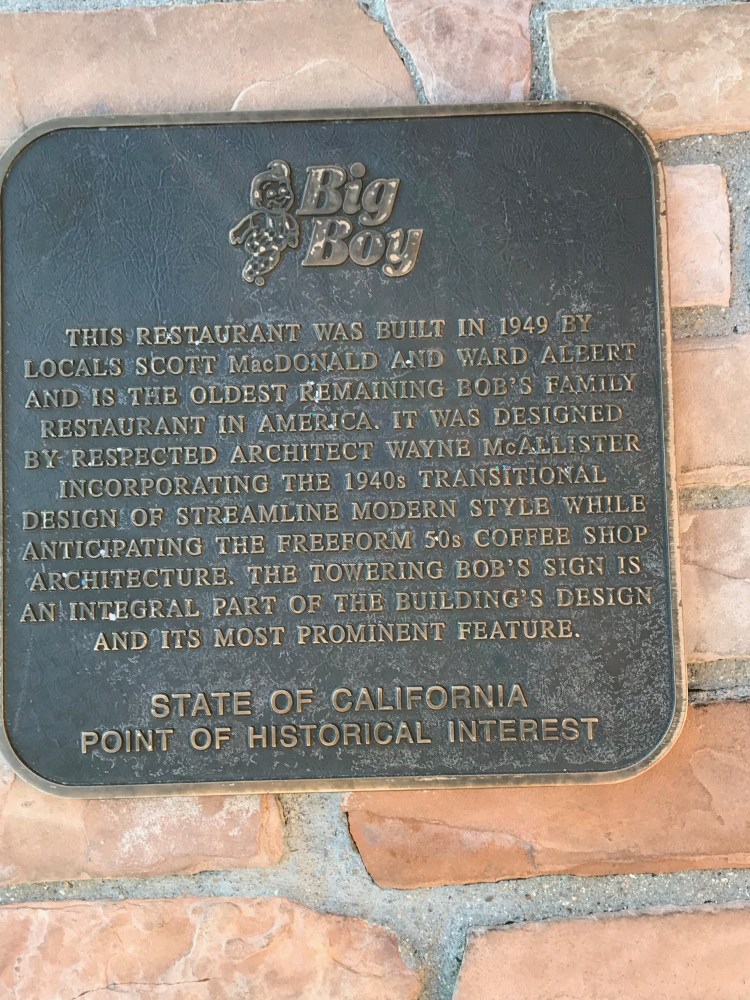 Big
Boy
THIS RESTAURANT WAS BUILT IN 1949 BY
LOCALS SCOTT MacDONALD AND WARD ALBERT
AND IS THE OLDEST REMAINING BOB'S FAMILY
RESTAURANT IN AMERICA. IT WAS DESIGNED
BY RESPECTED ARCHITECT WAYNE McALLISTER
INCORPORATING THE 1940s TRANSITIONAL
DESIGN OF STREAMLINE MODERN STYLE WHILE
ANTICIPATING THE FREEFORM 50s COFFEE SHOP
ARCHITECTURE. THE TOWERING BOB'S SIGN IS
AN INTEGRAL PART OF THE BUILDING'S DESIGN
AND ITS MOST PROMINENT FEATURE.
STATE OF CALIFORNIA
POINT OF HISTORICAL INTEREST